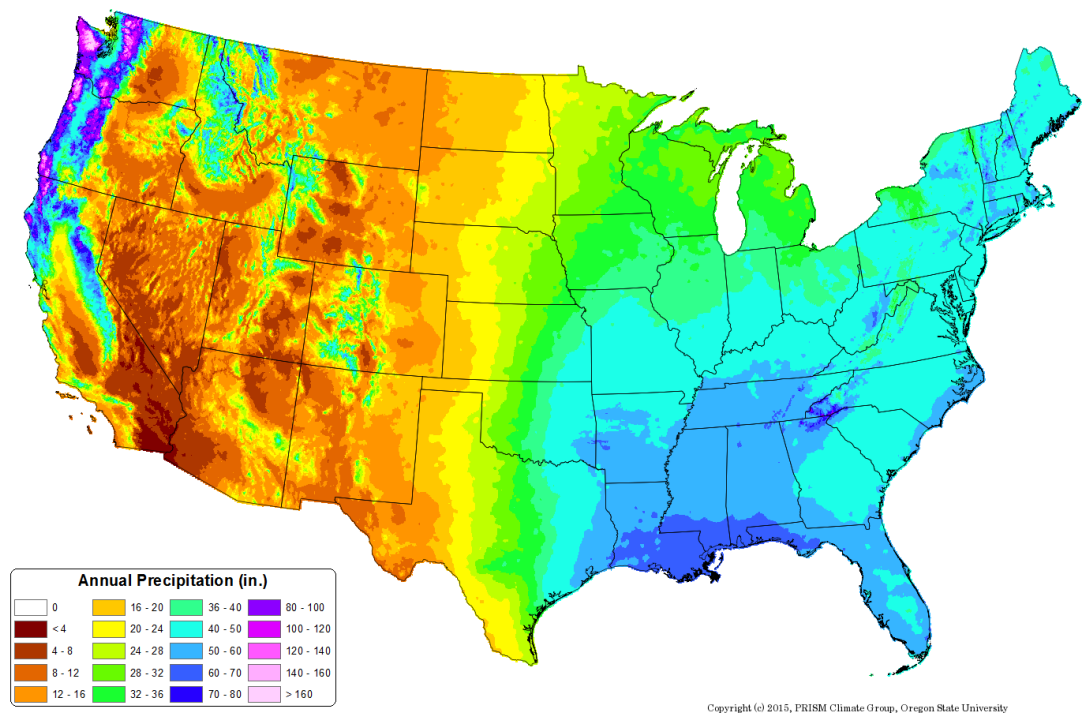 Annual Precipitation (in.)
0 16 - 20 36 - 40 80 - 100
< 4 20 - 24 40 - 50 100 - 120
4 - 8 24 - 28 50 - 60 120 - 140
8 - 12 28 - 32 60 - 70 140 - 160
12 - 16 32 - 36 70 - 80 > 160
Copyright (c) 2015, PRISM Climate Group, Oregon State University